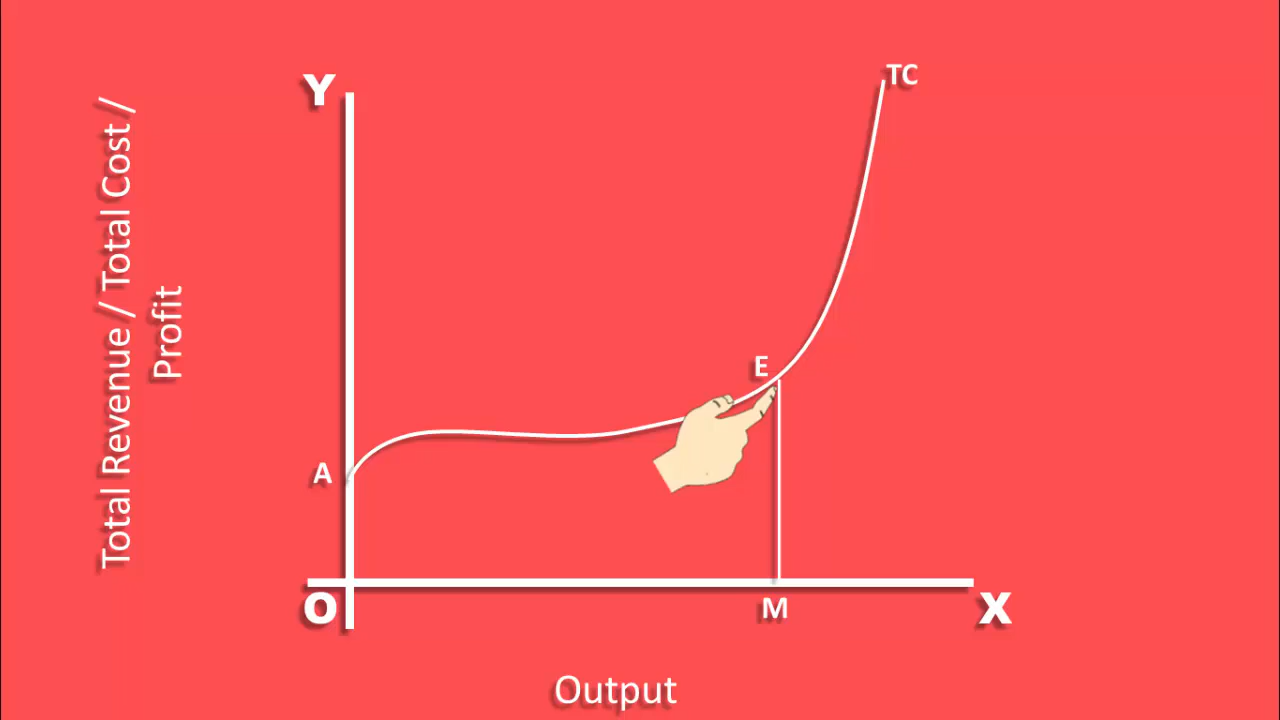 Total Revenue / Total Cost /
Profit
Y
TC
E
A
O
M
X
Output